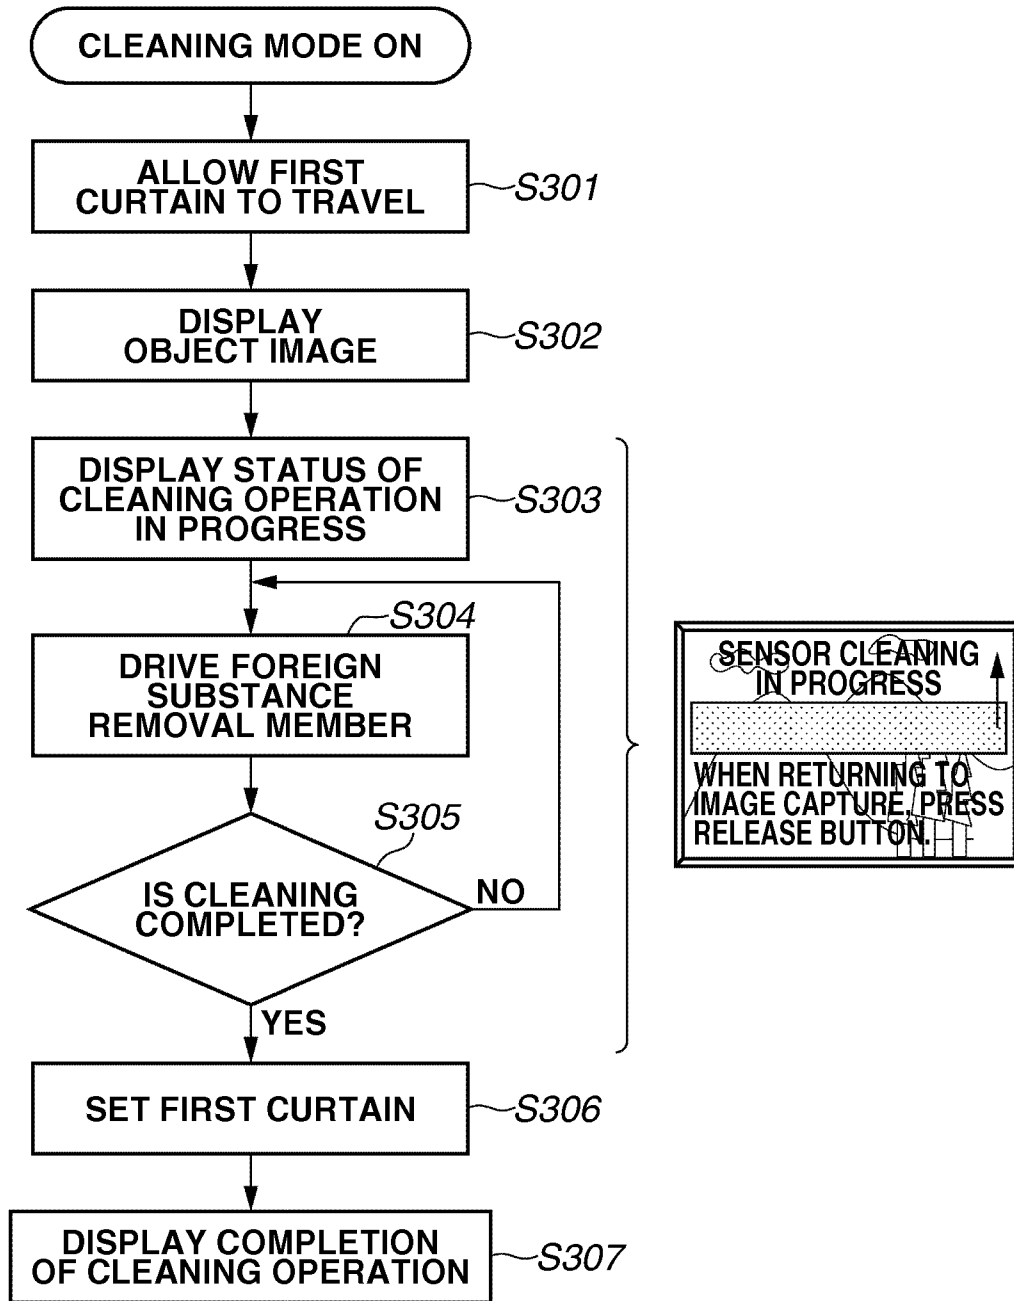 CLEANING MODE ON
ALLOW FIRST
CURTAIN TO TRAVEL
S301
DISPLAY
OBJECT IMAGE
S302
DISPLAY STATUS OF
CLEANING OPERATION
IN PROGRESS
S303
S304
DRIVE FOREIGN
SUBSTANCE
REMOVAL MEMBER
SENSOR CLEANING
IN PROGRESS
WHEN RETURNING TO
IMAGE CAPTURE, PRESS
RELEASE BUTTON.
S305
IS CLEANING
COMPLETED?
NO
YES
SET FIRST CURTAIN
S306
DISPLAY COMPLETION
OF CLEANING OPERATION
S307